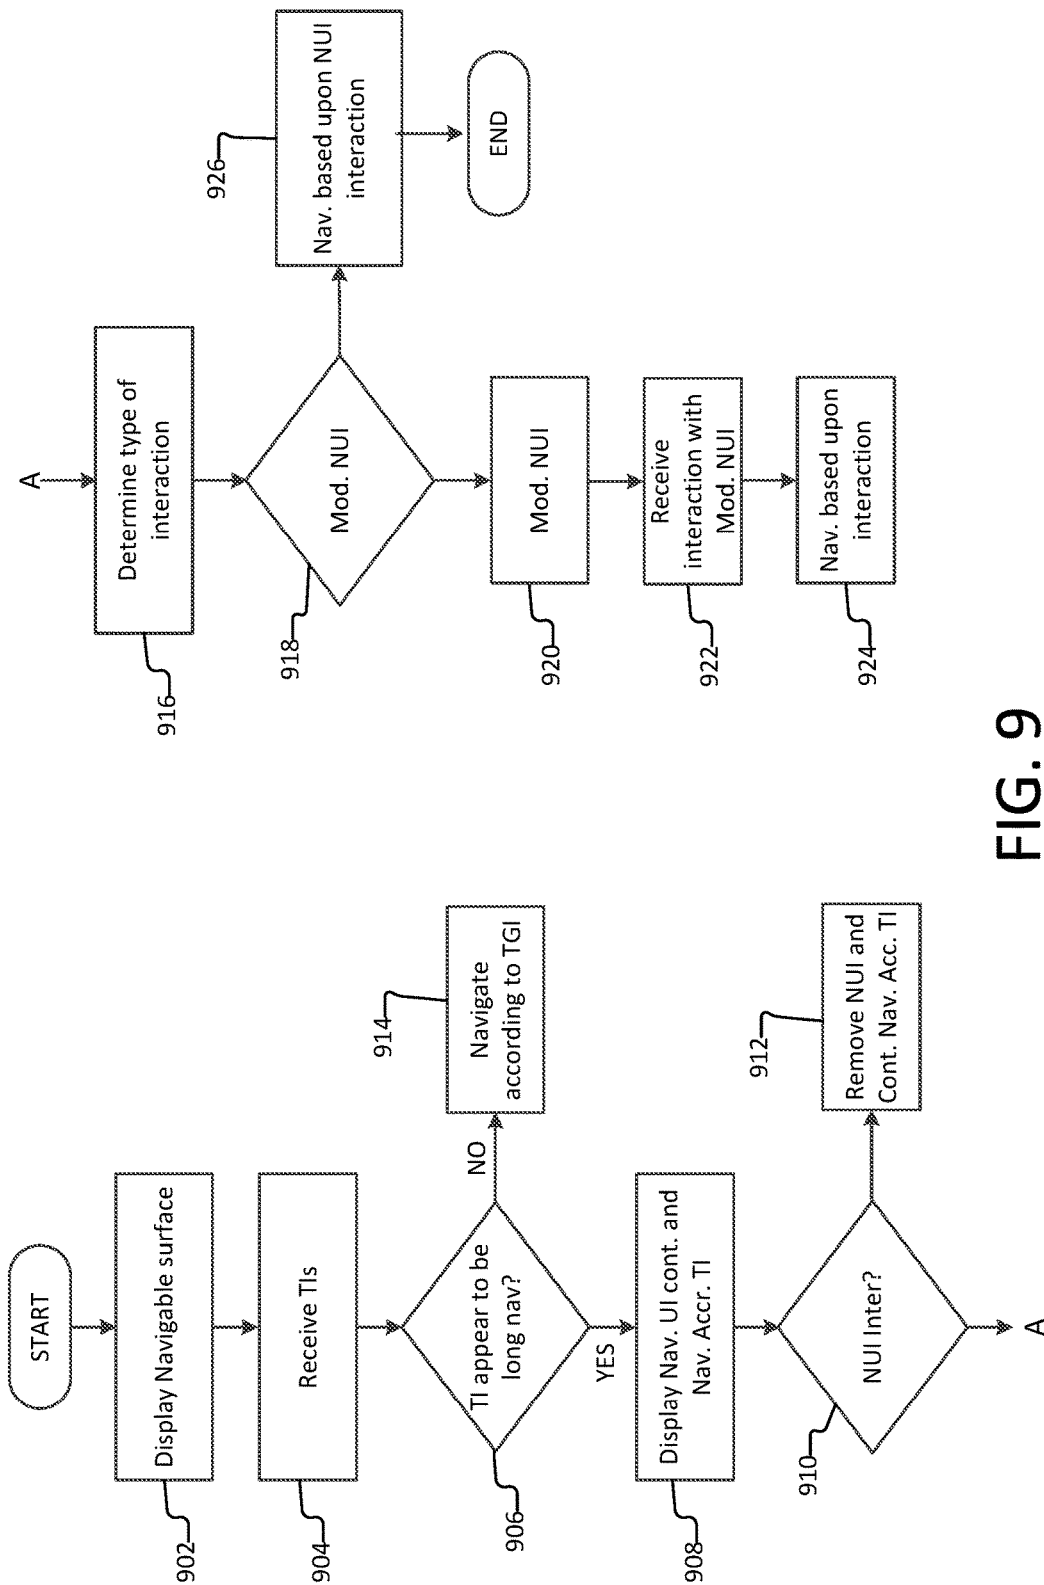 START
902
Display Navigable surface
904
Receive TIs
906
TI appear to be
long nav?
NO
914
Navigate
according to TGI
YES
908
Display Nav. UI cont. and
Nav. Accr. TI
910
NUI Inter?
912
Remove NUI and
Cont. Nav. Acc. TI
A
A
916
Determine type of
interaction
918
Mod. NUI
926
Nav. based upon NUI
interaction
END
920
Mod. NUI
922
Receive
interaction with
Mod. NUI
924
Nav. based upon
interaction
FIG. 9